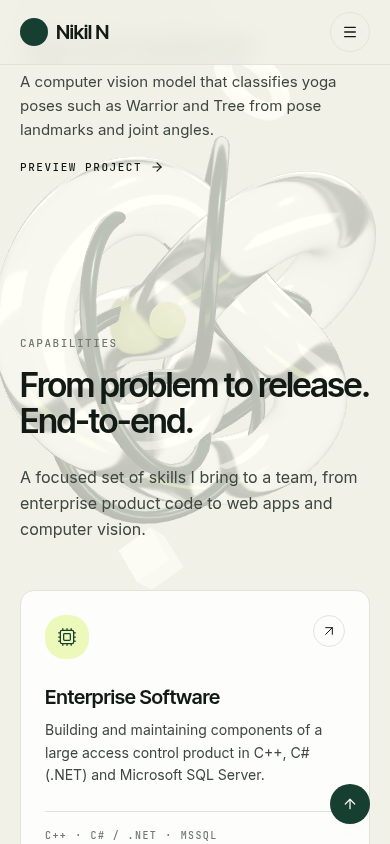 Nikil N
A computer vision model that classifies yoga
poses such as Warrior and Tree from pose
landmarks and joint angles.
PREVIEW PROJECT
CAPABILITIES
From problem to release.
End-to-end.
A focused set of skills I bring to a team, from
enterprise product code to web apps and
computer vision.
Enterprise Software
Building and maintaining components of a
large access control product in C++, C#
(.NET) and Microsoft SQL Server.
C++ · C# / .NET · MSSQL